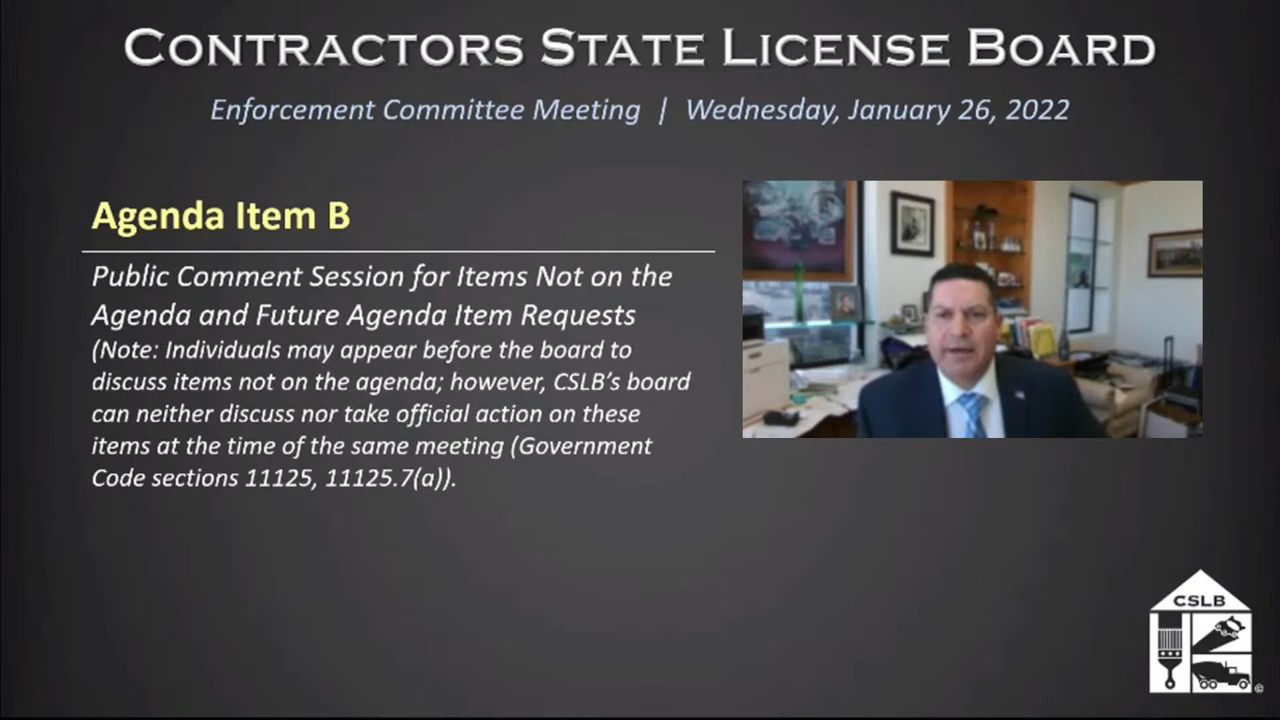 CONTRACTORS STATE LICENSE BOARD
Enforcement Committee Meeting | Wednesday, January 26, 2022
Agenda Item B
Public Comment Session for Items Not on the
Agenda and Future Agenda Item Requests
(Note: Individuals may appear before the board to
discuss items not on the agenda; however, CSLB’s board
can neither discuss nor take official action on these
items at the time of the same meeting (Government
Code sections 11125, 11125.7(a)).
CSLB
©